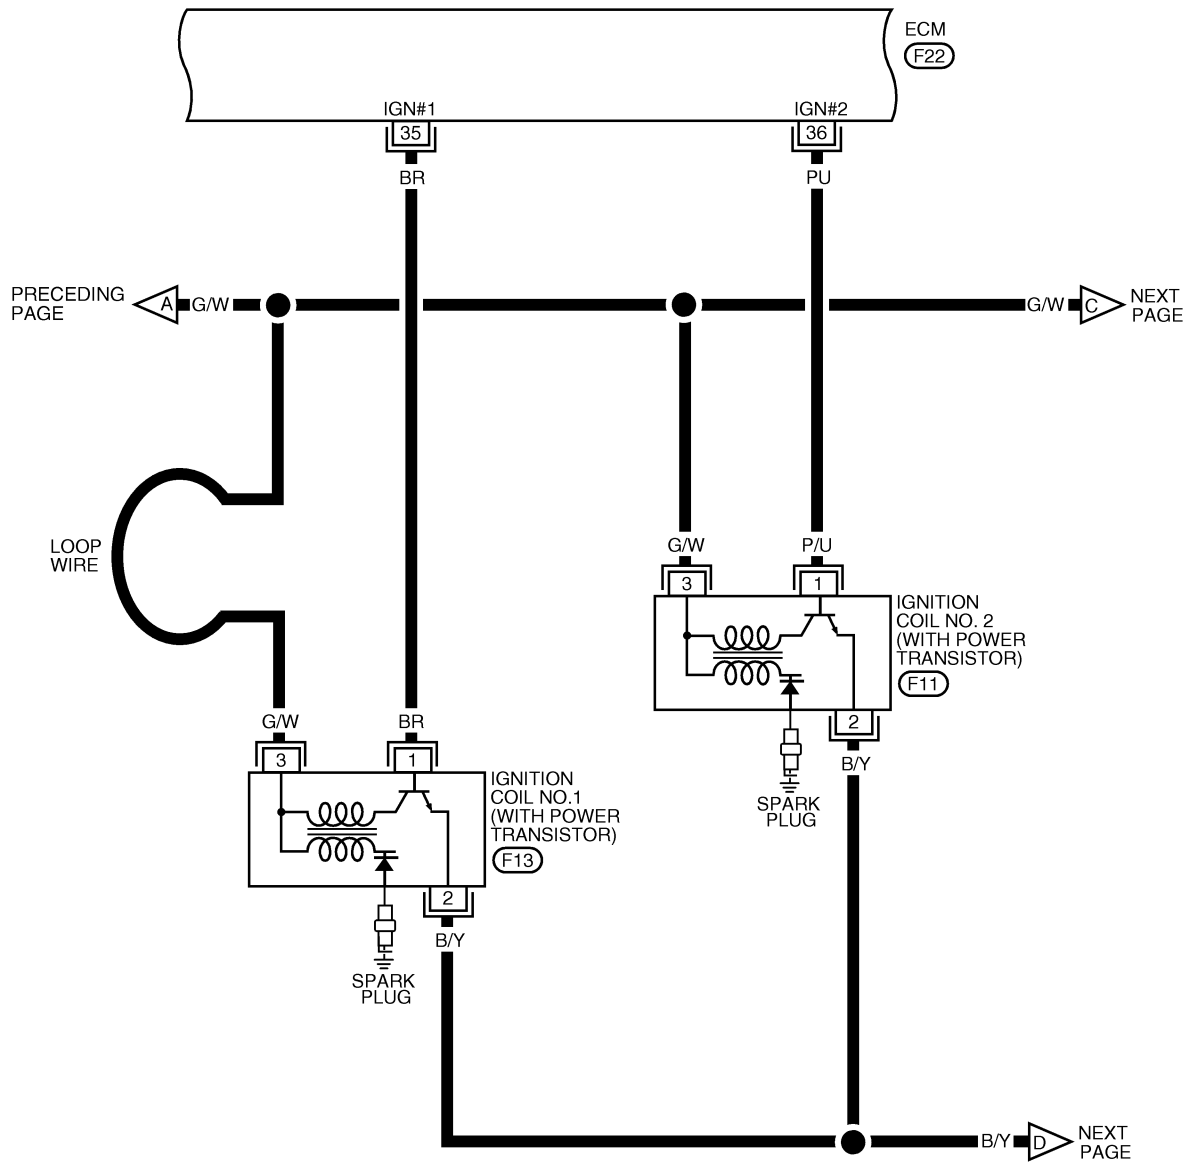 ECM
F22
IGN#1
IGN#2
35
36
BR
PU
PRECEDING
PAGE
A
G/W
G/W
C
NEXT
PAGE
LOOP
WIRE
G/W
P/U
3
1
IGNITION
COIL NO. 2
(WITH POWER
TRANSISTOR)
F11
2
B/Y
SPARK
PLUG
G/W
BR
3
1
IGNITION
COIL NO.1
(WITH POWER
TRANSISTOR)
F13
2
B/Y
SPARK
PLUG
B/Y
D
NEXT
PAGE